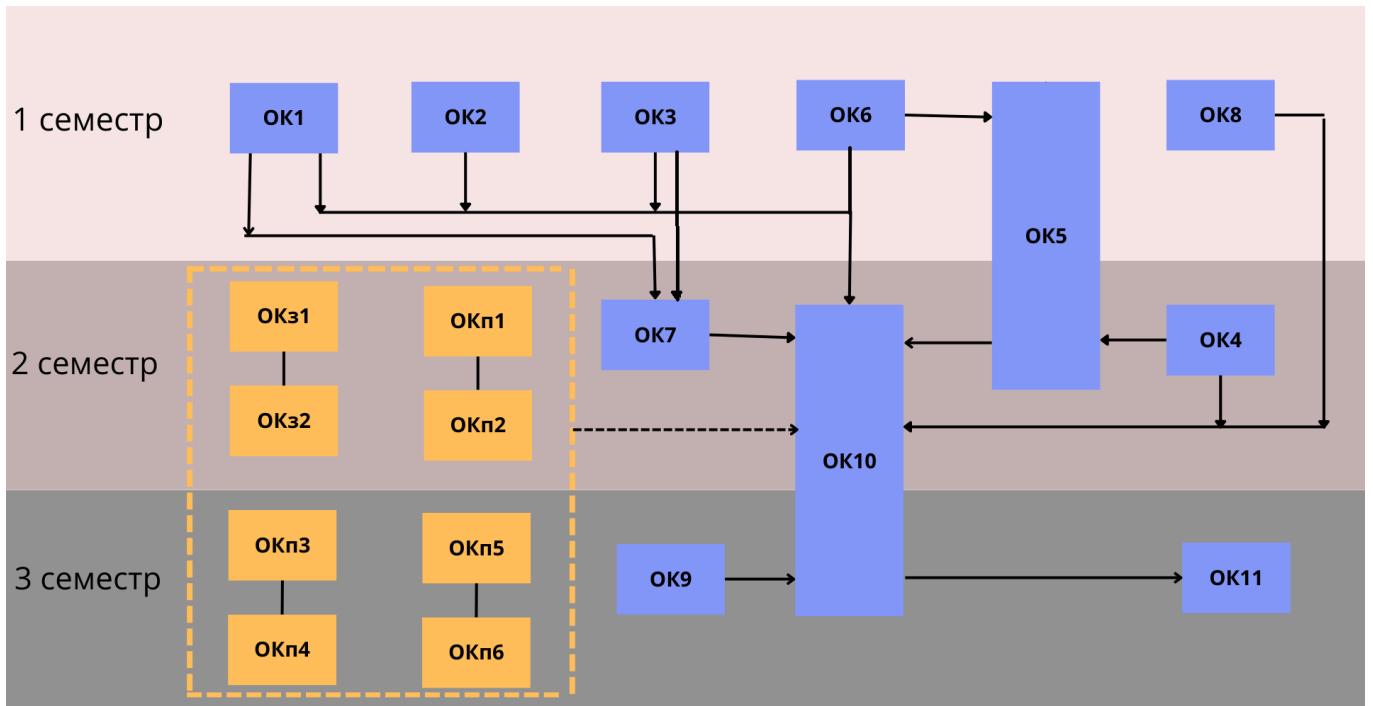 1 семестр
ОК1
ОК2
ОК3
ОК6
ОК8
ОК5
2 семестр
ОКз1
ОКп1
ОК7
ОК4
ОКз2
ОКп2
ОК10
3 семестр
ОКп3
ОКп5
ОК9
ОК11
ОКп4
ОКп6